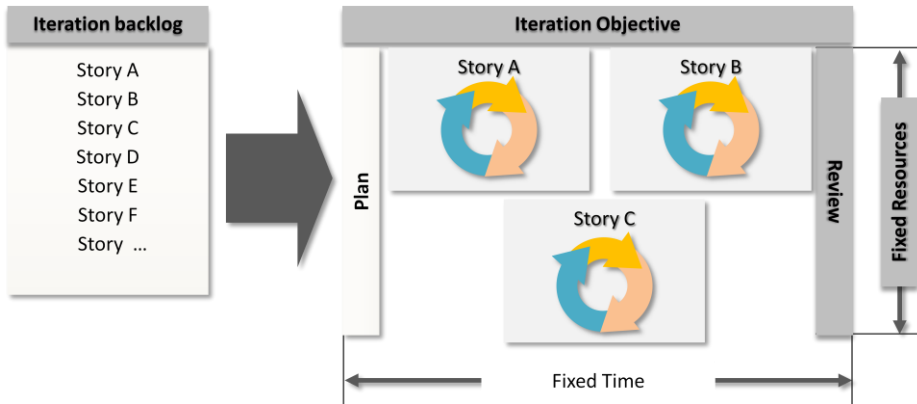 Iteration backlog
Story A
Story B
Story C
Story D
Story E
Story F
Story ...
Iteration Objective
Plan
Story A
Story B
Story C
Review
Fixed Resources
Fixed Time